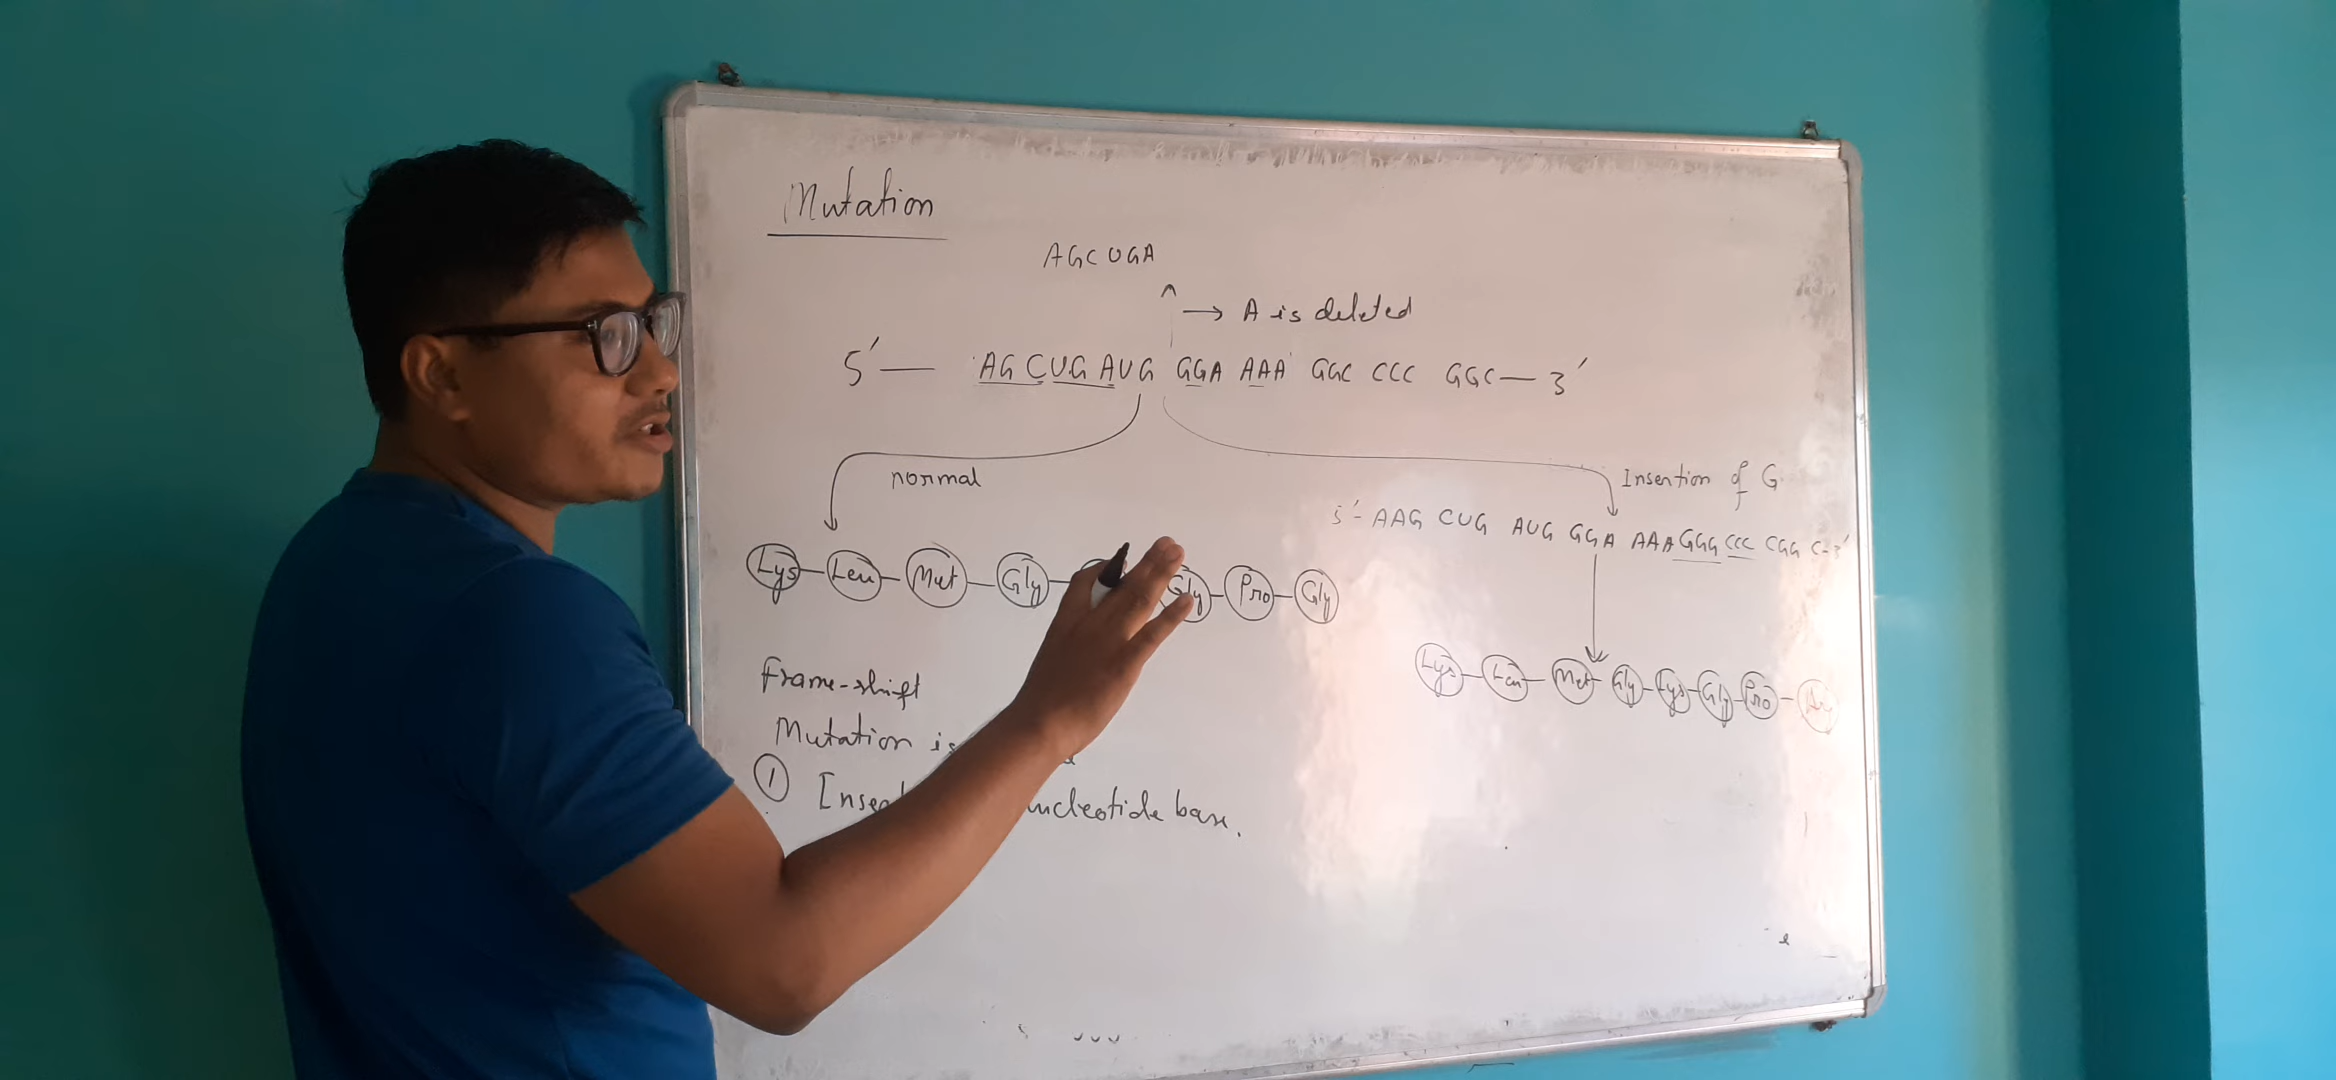 Mutation
AGCUGA
^ → A is deleted
5′— AG CUG AUG GGA AAA GGC CCC GGC—3′
normal
Insertion of G
5′- AAG CUG AUG GGA AAA GGG CCC CGG C-3′
Lys—Leu—Met—Gly— Gly—Pro—Gly
Lys—Leu—Met—Gly—Lys—Gly—Pro—
Frame-shift
Mutation is
① nucleotide base.